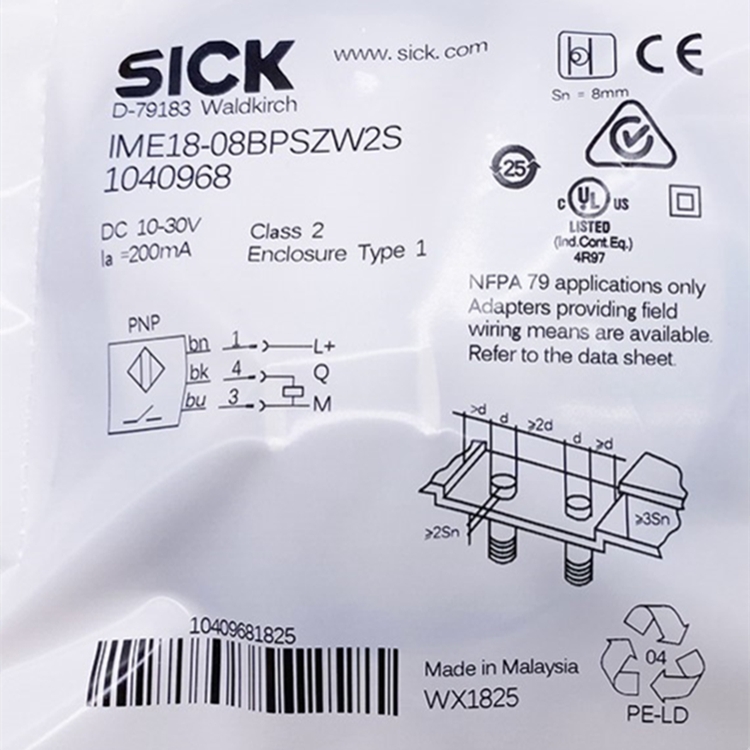 SICK
www.sick.com
D-79183 Waldkirch
IME18-08BPSZW2S
1040968
DC 10-30V
Class 2
Ia =200mA
Enclosure Type 1
Sn = 8mm
CE
25
C UL US
LISTED
(Ind.Cont.Eq.)
4R97
NFPA 79 applications only
Adapters providing field
wiring means are available.
Refer to the data sheet.
PNP
bn 1 L+
bk 4 Q
bu 3 M
>d d ≥2d d ≥d
≥2Sn
≥3Sn
10409681825
Made in Malaysia
WX1825
04
PE-LD